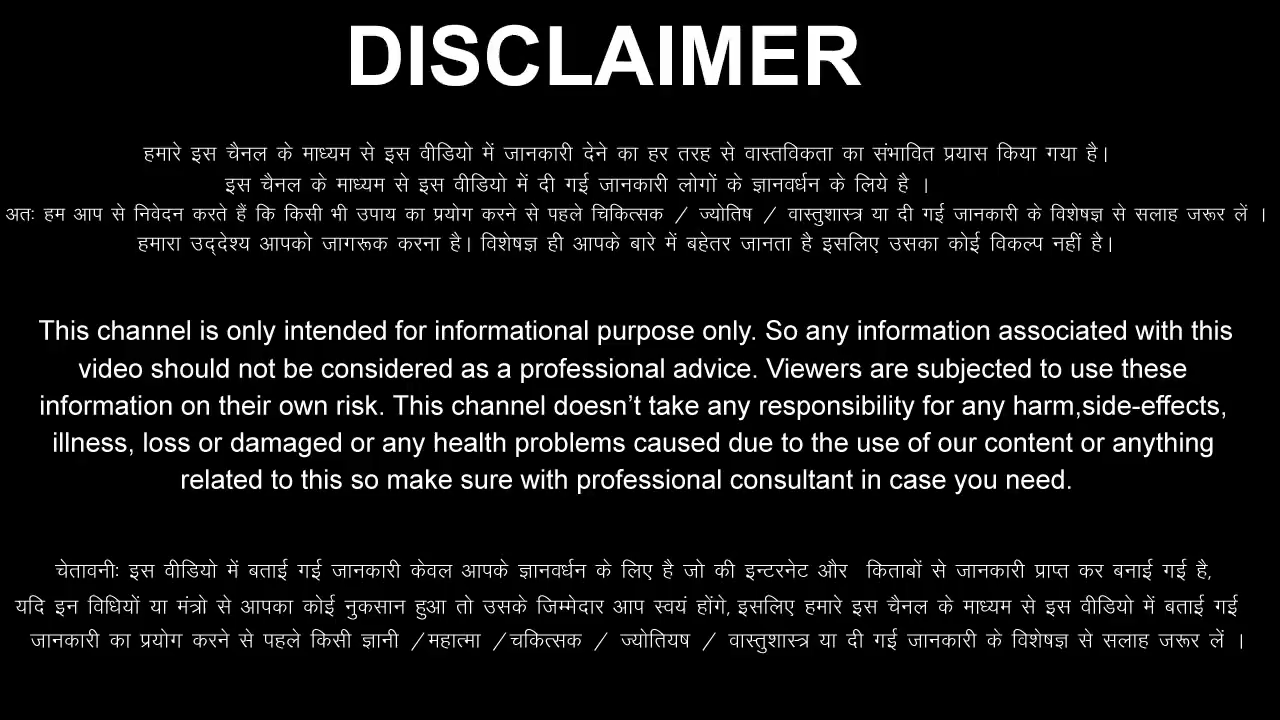 DISCLAIMER
हमारे इस चैनल के माध्यम से इस वीडियो में जानकारी देने का हर तरह से वास्तविकता का संभावित प्रयास किया गया है।
इस चैनल के माध्यम से इस वीडियो में दी गई जानकारी लोगों के ज्ञानवर्धन के लिये है ।
अतः हम आप से निवेदन करते हैं कि किसी भी उपाय का प्रयोग करने से पहले चिकित्सक / ज्योतिष / वास्तुशास्त्र या दी गई जानकारी के विशेषज्ञ से सलाह जरूर लें ।
हमारा उद्देश्य आपको जागरूक करना है। विशेषज्ञ ही आपके बारे में बहेतर जानता है इसलिए उसका कोई विकल्प नहीं है।
This channel is only intended for informational purpose only. So any information associated with this
video should not be considered as a professional advice. Viewers are subjected to use these
information on their own risk. This channel doesn’t take any responsibility for any harm,side-effects,
illness, loss or damaged or any health problems caused due to the use of our content or anything
related to this so make sure with professional consultant in case you need.
चेतावनीः इस वीडियो में बताई गई जानकारी केवल आपके ज्ञानवर्धन के लिए है जो की इन्टरनेट और किताबों से जानकारी प्राप्त कर बनाई गई है,
यदि इन विधियों या मंत्रो से आपका कोई नुकसान हुआ तो उसके जिम्मेदार आप स्वयं होंगे, इसलिए हमारे इस चैनल के माध्यम से इस वीडियो में बताई गई
जानकारी का प्रयोग करने से पहले किसी ज्ञानी /महात्मा /चकित्सक / ज्योतियष / वास्तुशास्त्र या दी गई जानकारी के विशेषज्ञ से सलाह जरूर लें ।